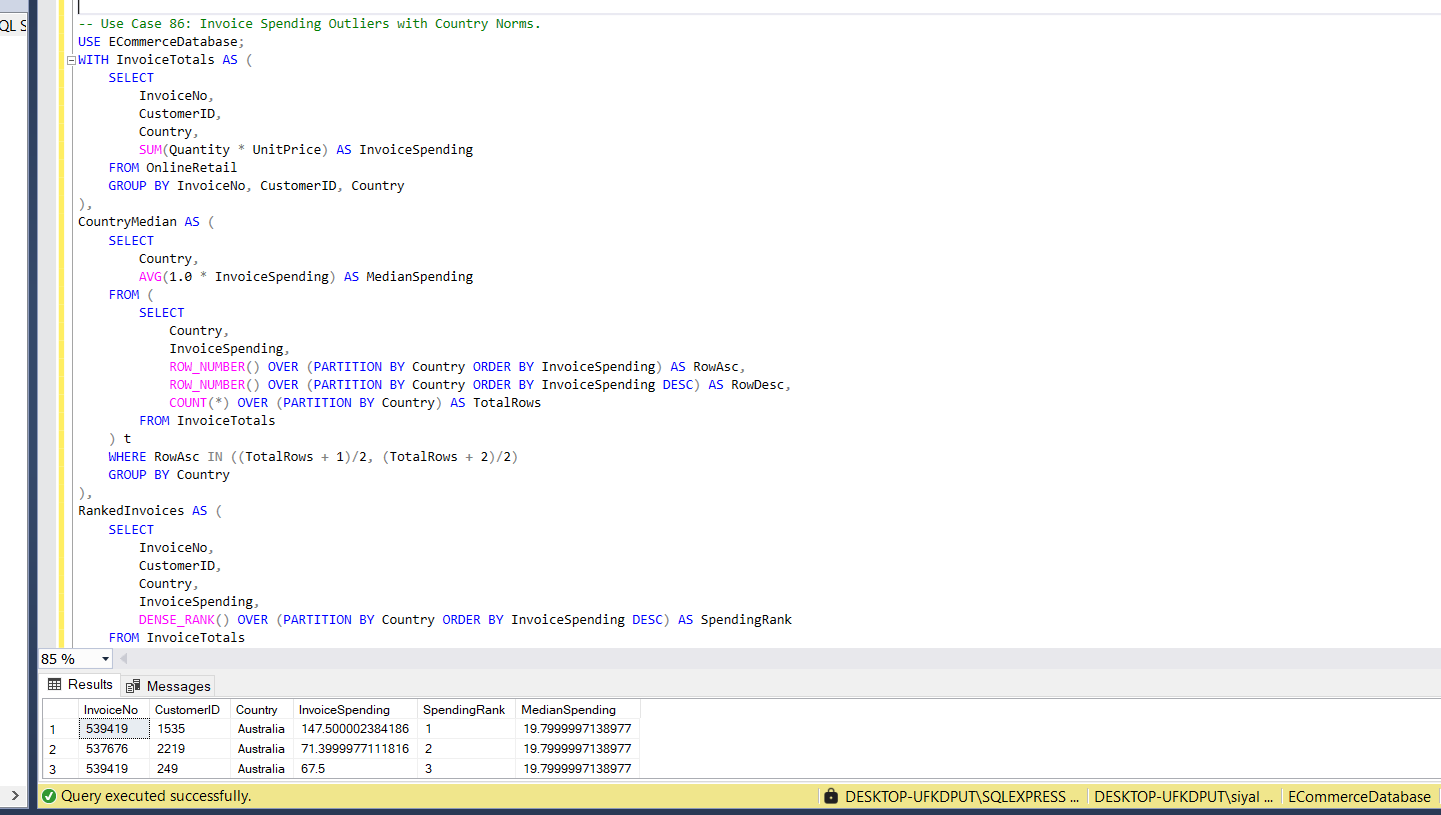 QL S
-- Use Case 86: Invoice Spending Outliers with Country Norms.
USE ECommerceDatabase;
WITH InvoiceTotals AS (
    SELECT
        InvoiceNo,
        CustomerID,
        Country,
        SUM(Quantity * UnitPrice) AS InvoiceSpending
    FROM OnlineRetail
    GROUP BY InvoiceNo, CustomerID, Country
),
CountryMedian AS (
    SELECT
        Country,
        AVG(1.0 * InvoiceSpending) AS MedianSpending
    FROM (
        SELECT
            Country,
            InvoiceSpending,
            ROW_NUMBER() OVER (PARTITION BY Country ORDER BY InvoiceSpending) AS RowAsc,
            ROW_NUMBER() OVER (PARTITION BY Country ORDER BY InvoiceSpending DESC) AS RowDesc,
            COUNT(*) OVER (PARTITION BY Country) AS TotalRows
        FROM InvoiceTotals
    ) t
    WHERE RowAsc IN ((TotalRows + 1)/2, (TotalRows + 2)/2)
    GROUP BY Country
),
RankedInvoices AS (
    SELECT
        InvoiceNo,
        CustomerID,
        Country,
        InvoiceSpending,
        DENSE_RANK() OVER (PARTITION BY Country ORDER BY InvoiceSpending DESC) AS SpendingRank
    FROM InvoiceTotals
85 %
Results Messages
InvoiceNo CustomerID Country InvoiceSpending SpendingRank MedianSpending
1 539419 1535 Australia 147.500002384186 1 19.7999997138977
2 537676 2219 Australia 71.3999977111816 2 19.7999997138977
3 539419 249 Australia 67.5 3 19.7999997138977
Query executed successfully. DESKTOP-UFKDPUT\SQLEXPRESS ... DESKTOP-UFKDPUT\siyal ... ECommerceDatabase